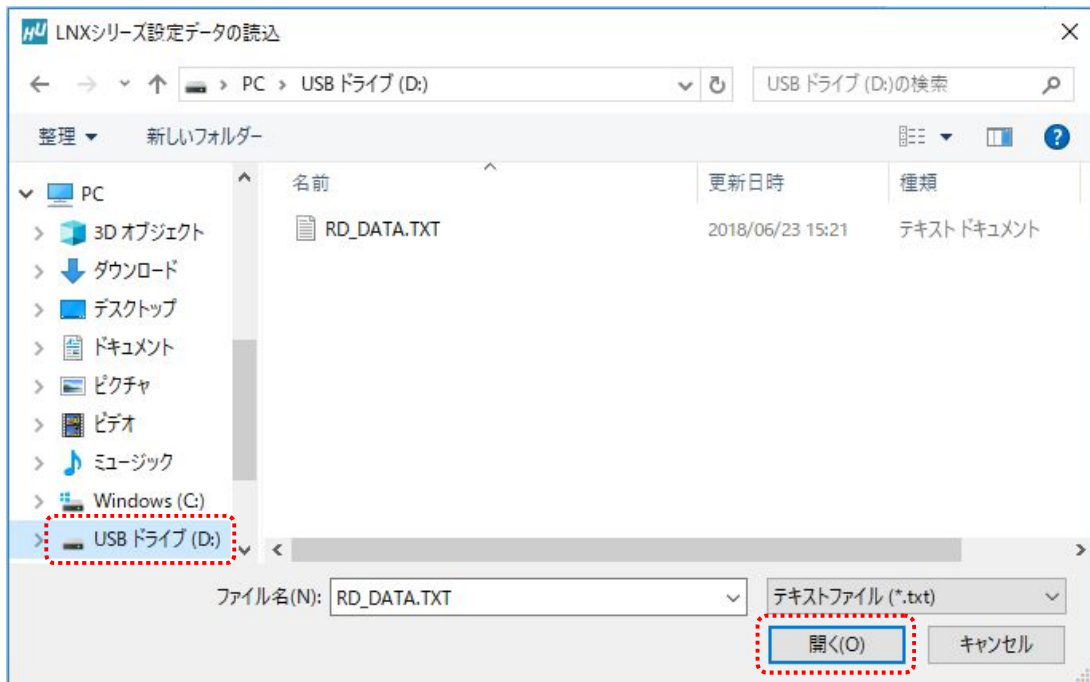 HU LNXシリーズ設定データの読込
PC › USB ドライブ (D:)
USB ドライブ (D:)の検索
整理 新しいフォルダー
名前 更新日時 種類
RD_DATA.TXT 2018/06/23 15:21 テキスト ドキュメント
PC
3D オブジェクト
ダウンロード
デスクトップ
ドキュメント
ピクチャ
ビデオ
ミュージック
Windows (C:)
USB ドライブ (D:)
ファイル名(N): RD_DATA.TXT テキストファイル (*.txt)
開く(O) キャンセル